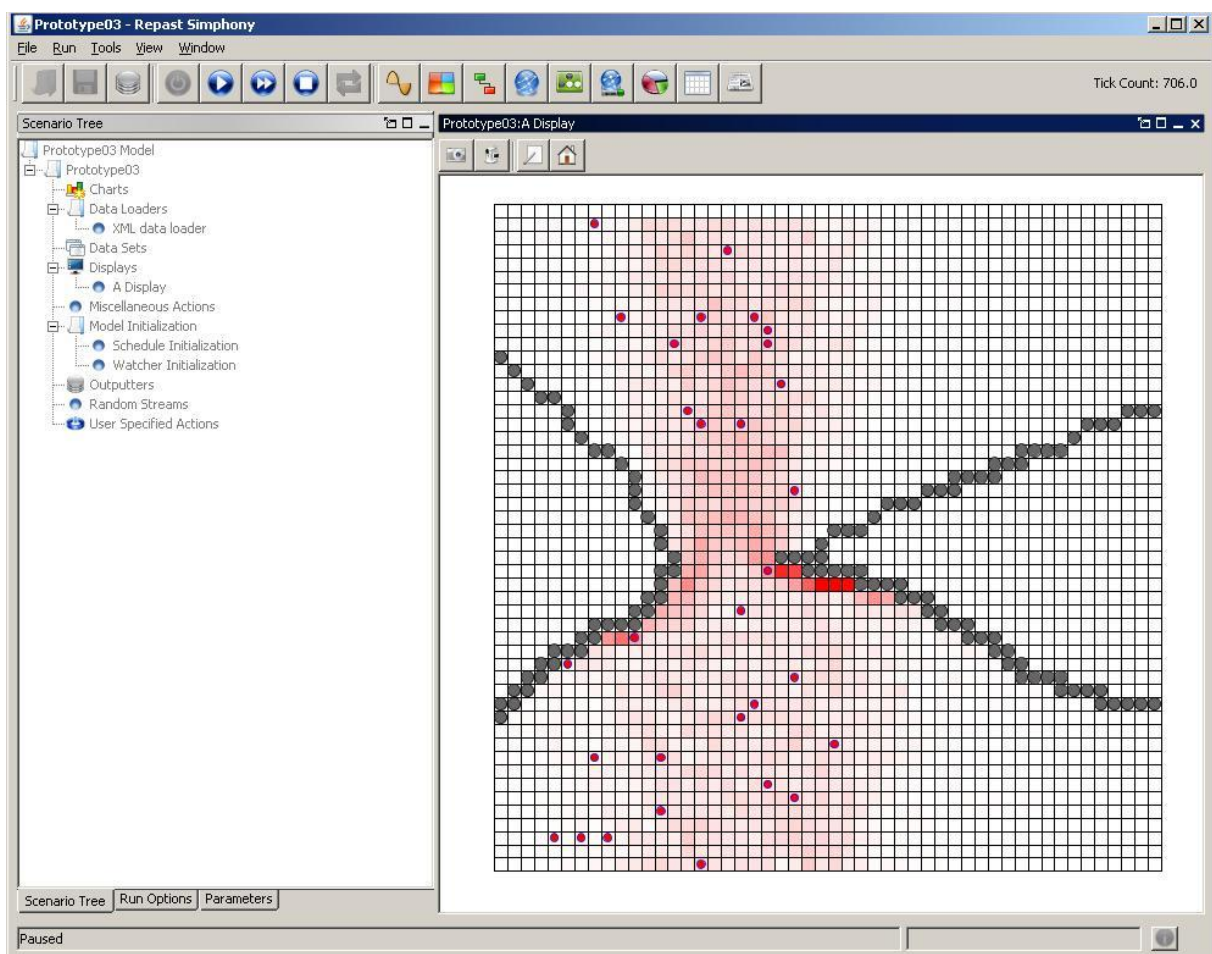 Prototype03 - Repast Simphony
File Run Tools View Window
Tick Count: 706.0
Scenario Tree
Prototype03:A Display
Prototype03 Model
Prototype03
Charts
Data Loaders
XML data loader
Data Sets
Displays
A Display
Miscellaneous Actions
Model Initialization
Schedule Initialization
Watcher Initialization
Outputters
Random Streams
User Specified Actions
Scenario Tree Run Options Parameters
Paused